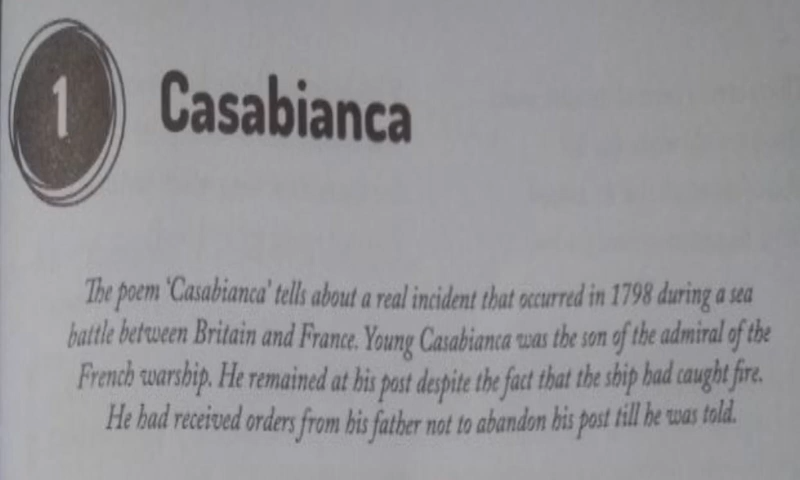 1
Casabianca
The poem 'Casabianca' tells about a real incident that occurred in 1798 during a sea
battle between Britain and France. Young Casabianca was the son of the admiral of the
French warship. He remained at his post despite the fact that the ship had caught fire.
He had received orders from his father not to abandon his post till he was told.